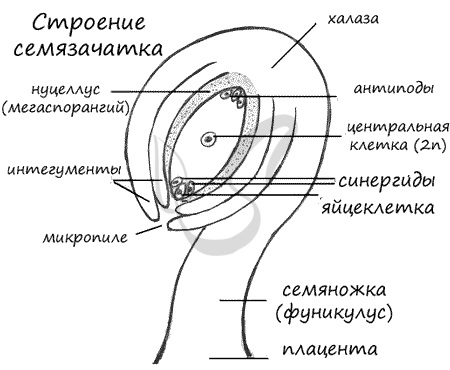 Строение
семязачатка
халаза
нуцеллус
(мегаспорангий)
антиподы
центральная
клетка (2n)
интегументы
синергиды
яйцеклетка
микропиле
семяножка
(фуникулус)
плацента